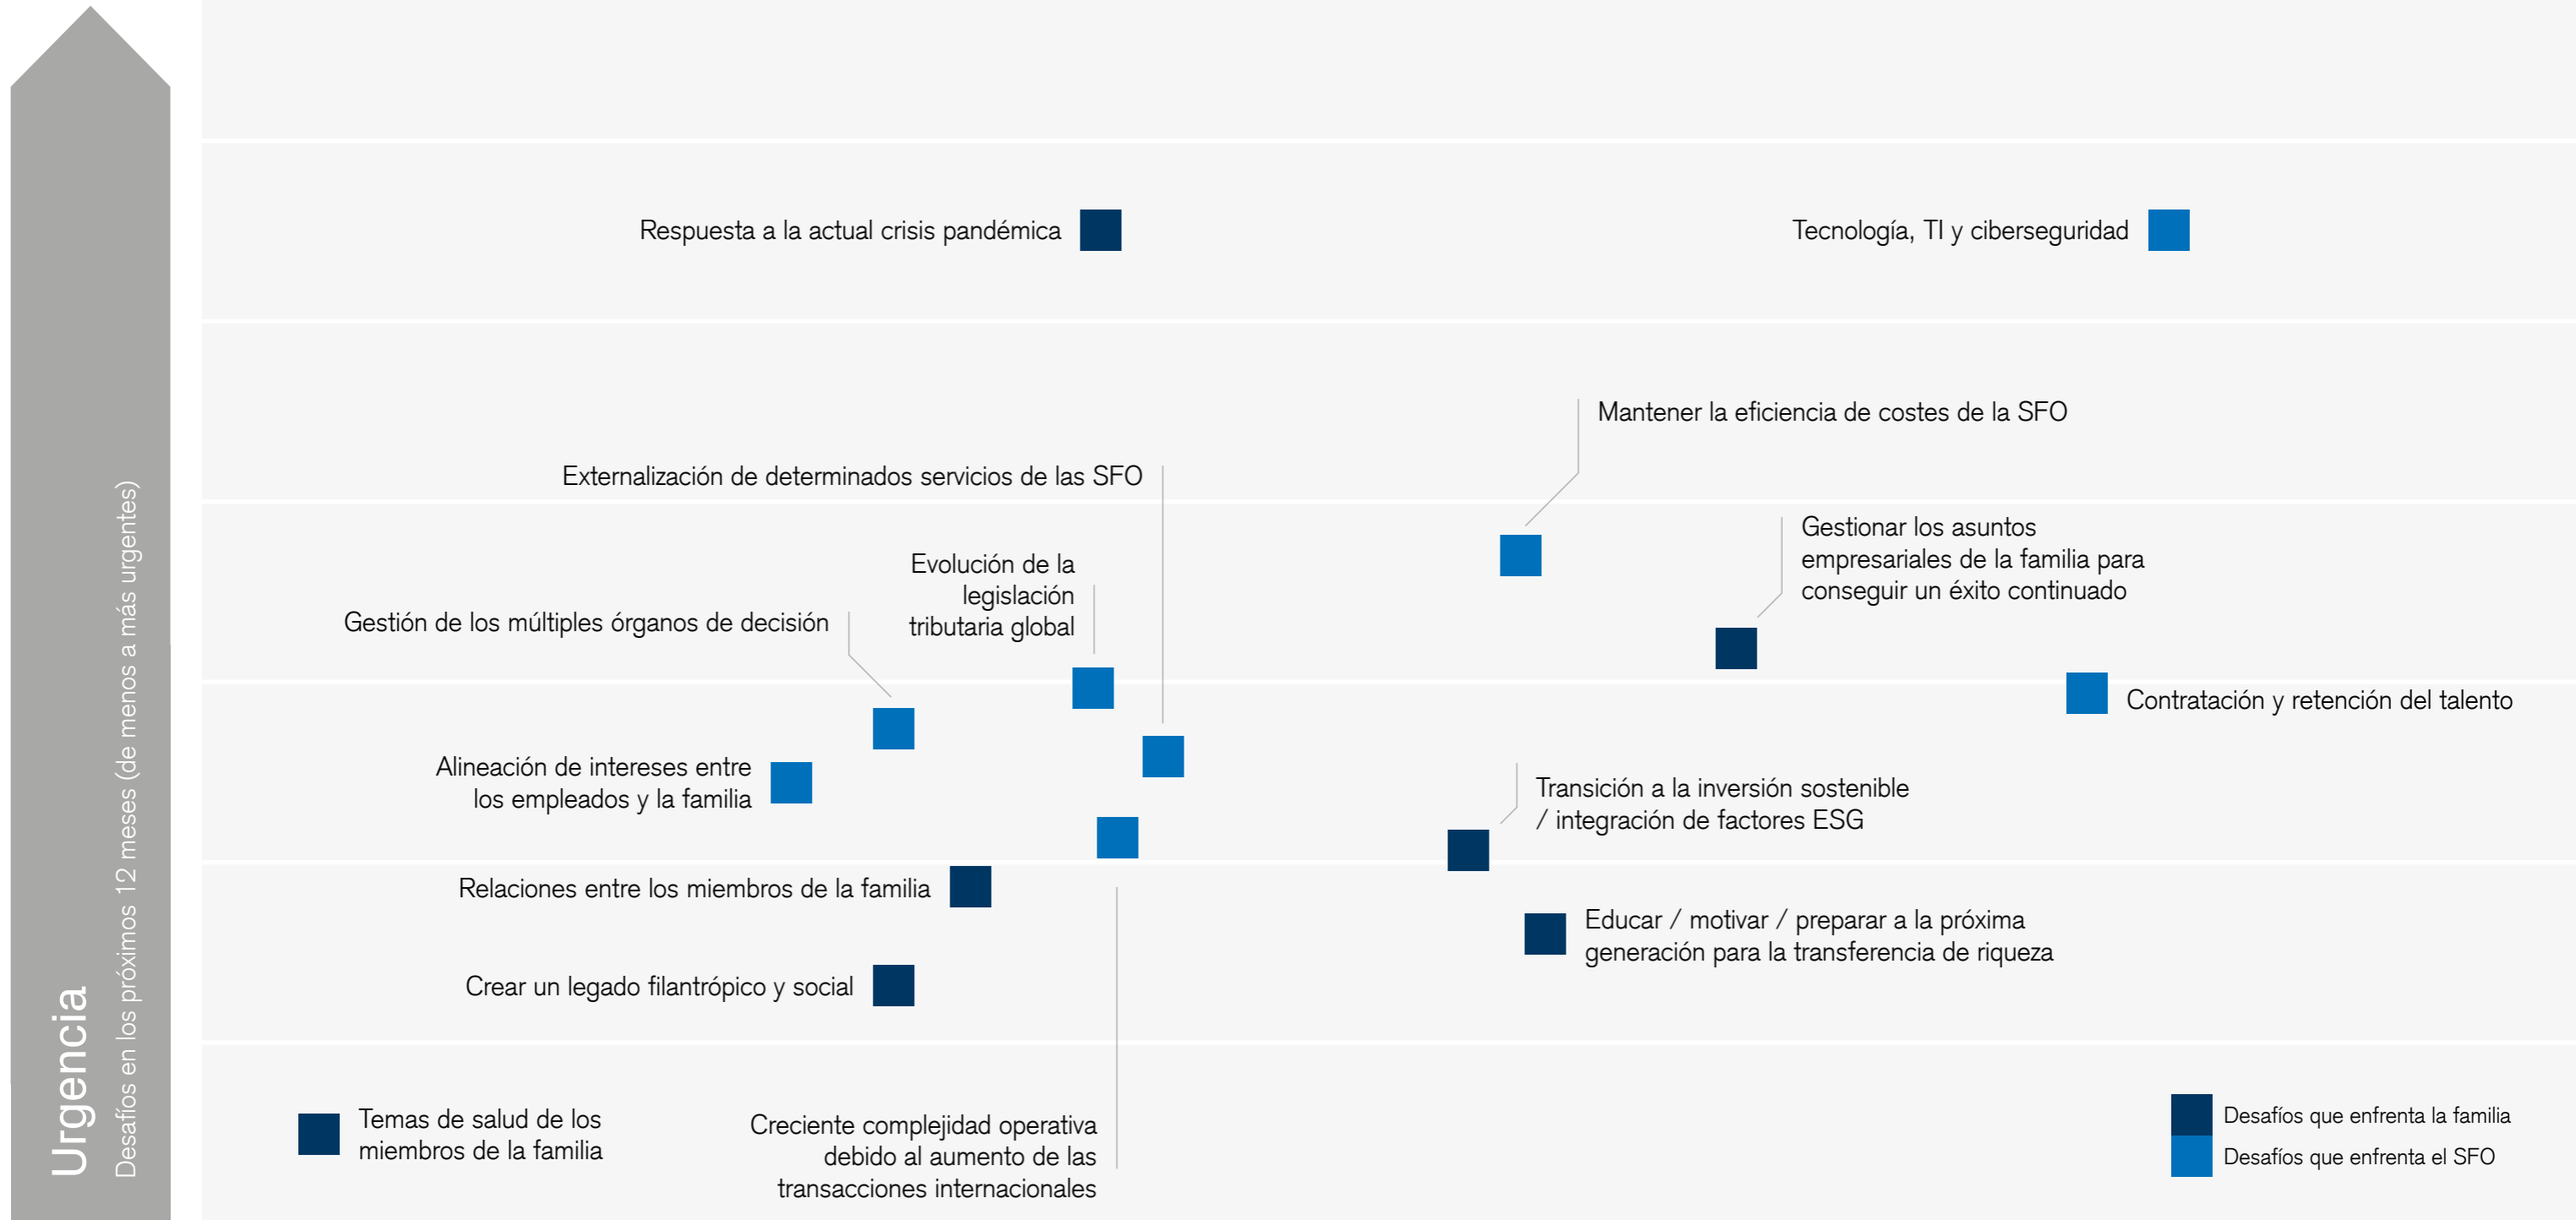 Urgencia
Desafíos en los próximos 12 meses (de menos a más urgentes)
Respuesta a la actual crisis pandémica
Tecnología, TI y ciberseguridad
Mantener la eficiencia de costes de la SFO
Externalización de determinados servicios de las SFO
Gestionar los asuntos
empresariales de la familia para
conseguir un éxito continuado
Evolución de la
legislación
tributaria global
Gestión de los múltiples órganos de decisión
Contratación y retención del talento
Alineación de intereses entre
los empleados y la familia
Transición a la inversión sostenible
/ integración de factores ESG
Relaciones entre los miembros de la familia
Educar / motivar / preparar a la próxima
generación para la transferencia de riqueza
Crear un legado filantrópico y social
Temas de salud de los
miembros de la familia
Creciente complejidad operativa
debido al aumento de las
transacciones internacionales
Desafíos que enfrenta la familia
Desafíos que enfrenta el SFO